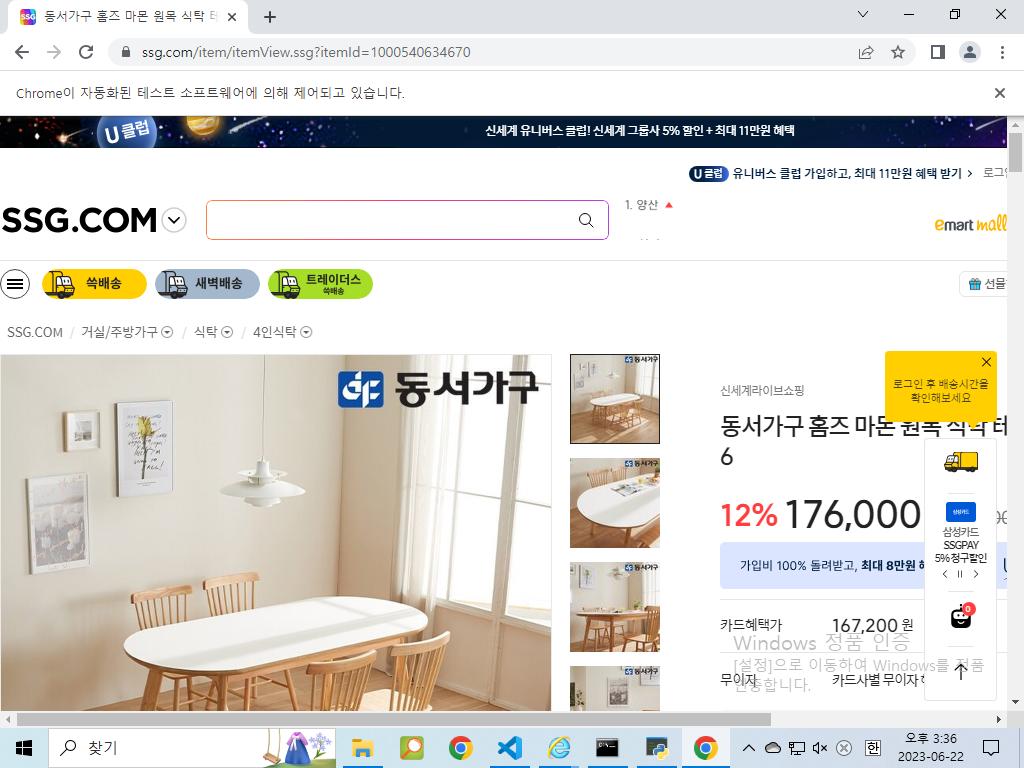 동서가구 홈즈 마몬 원목 식탁 테
ssg.com/item/itemView.ssg?itemId=1000540634670
Chrome이 자동화된 테스트 소프트웨어에 의해 제어되고 있습니다.
U 클럽
신세계 유니버스 클럽! 신세계 그룹사 5% 할인 + 최대 11만원 혜택
U 클럽 유니버스 클럽 가입하고, 최대 11만원 혜택 받기 >
SSG.COM
1. 양산
emart mall
쓱배송
새벽배송
트레이더스
쓱배송
선물
SSG.COM / 거실/주방가구 / 식탁 / 4인식탁
동서가구
로그인 후 배송시간을
확인해보세요
신세계라이브쇼핑
동서가구 홈즈 마몬 원목 식탁 테
6
12% 176,000
삼성카드
삼성카드
SSGPAY
5% 청구할인
가입비 100% 돌려받고, 최대 8만원
카드혜택가 167,200 원
0
Windows 정품 인증
[설정]으로 이동하여 Windows를 정품
인증합니다.
무이자 카드사별 무이자
찾기
한
오후 3:36
2023-06-22